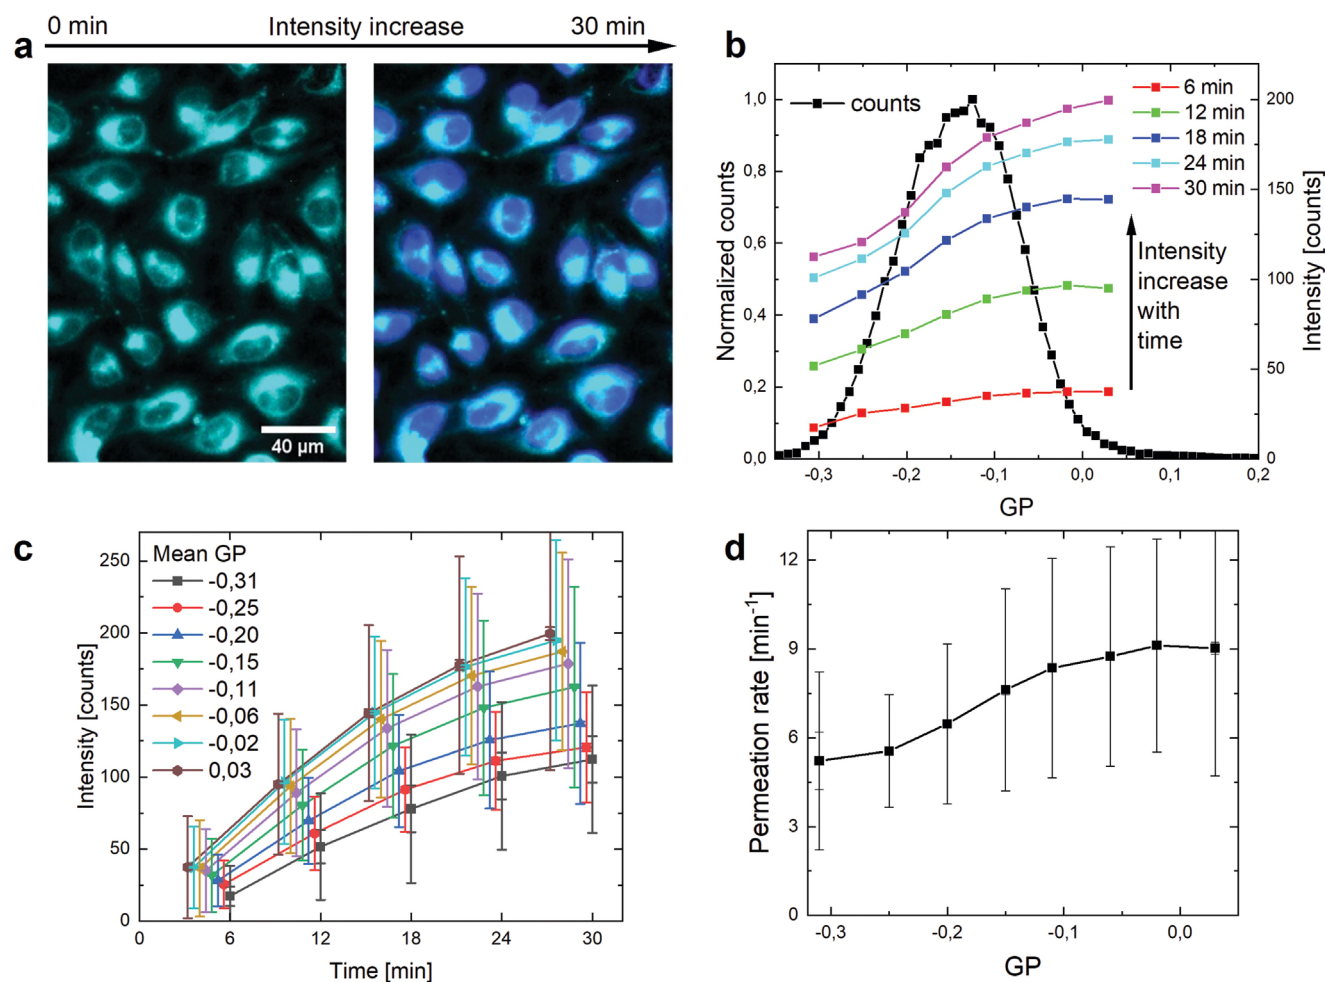 0 min Intensity increase 30 min
a
40 µm
b
counts
6 min
12 min
18 min
24 min
30 min
Intensity
increase
with
time
Normalized counts
1,0
0,8
0,6
0,4
0,2
0,0
Intensity [counts]
200
150
100
50
0
-0,3 -0,2 -0,1 0,0 0,1 0,2
GP
c
Mean GP
-0,31
-0,25
-0,20
-0,15
-0,11
-0,06
-0,02
0,03
Intensity [counts]
250
200
150
100
50
0
0 6 12 18 24 30
Time [min]
d
Permeation rate [min⁻¹]
12
9
6
3
0
-0,3 -0,2 -0,1 0,0
GP